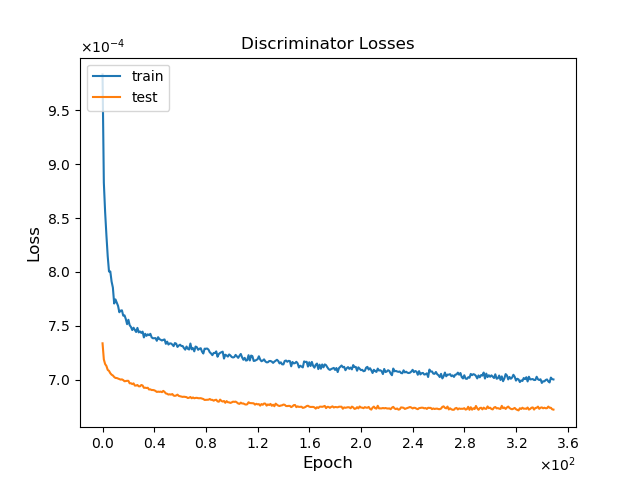 Discriminator Losses
×10⁻⁴
train
test
9.5
9.0
8.5
8.0
7.5
7.0
Loss
0.0 0.4 0.8 1.2 1.6 2.0 2.4 2.8 3.2 3.6
Epoch
×10²